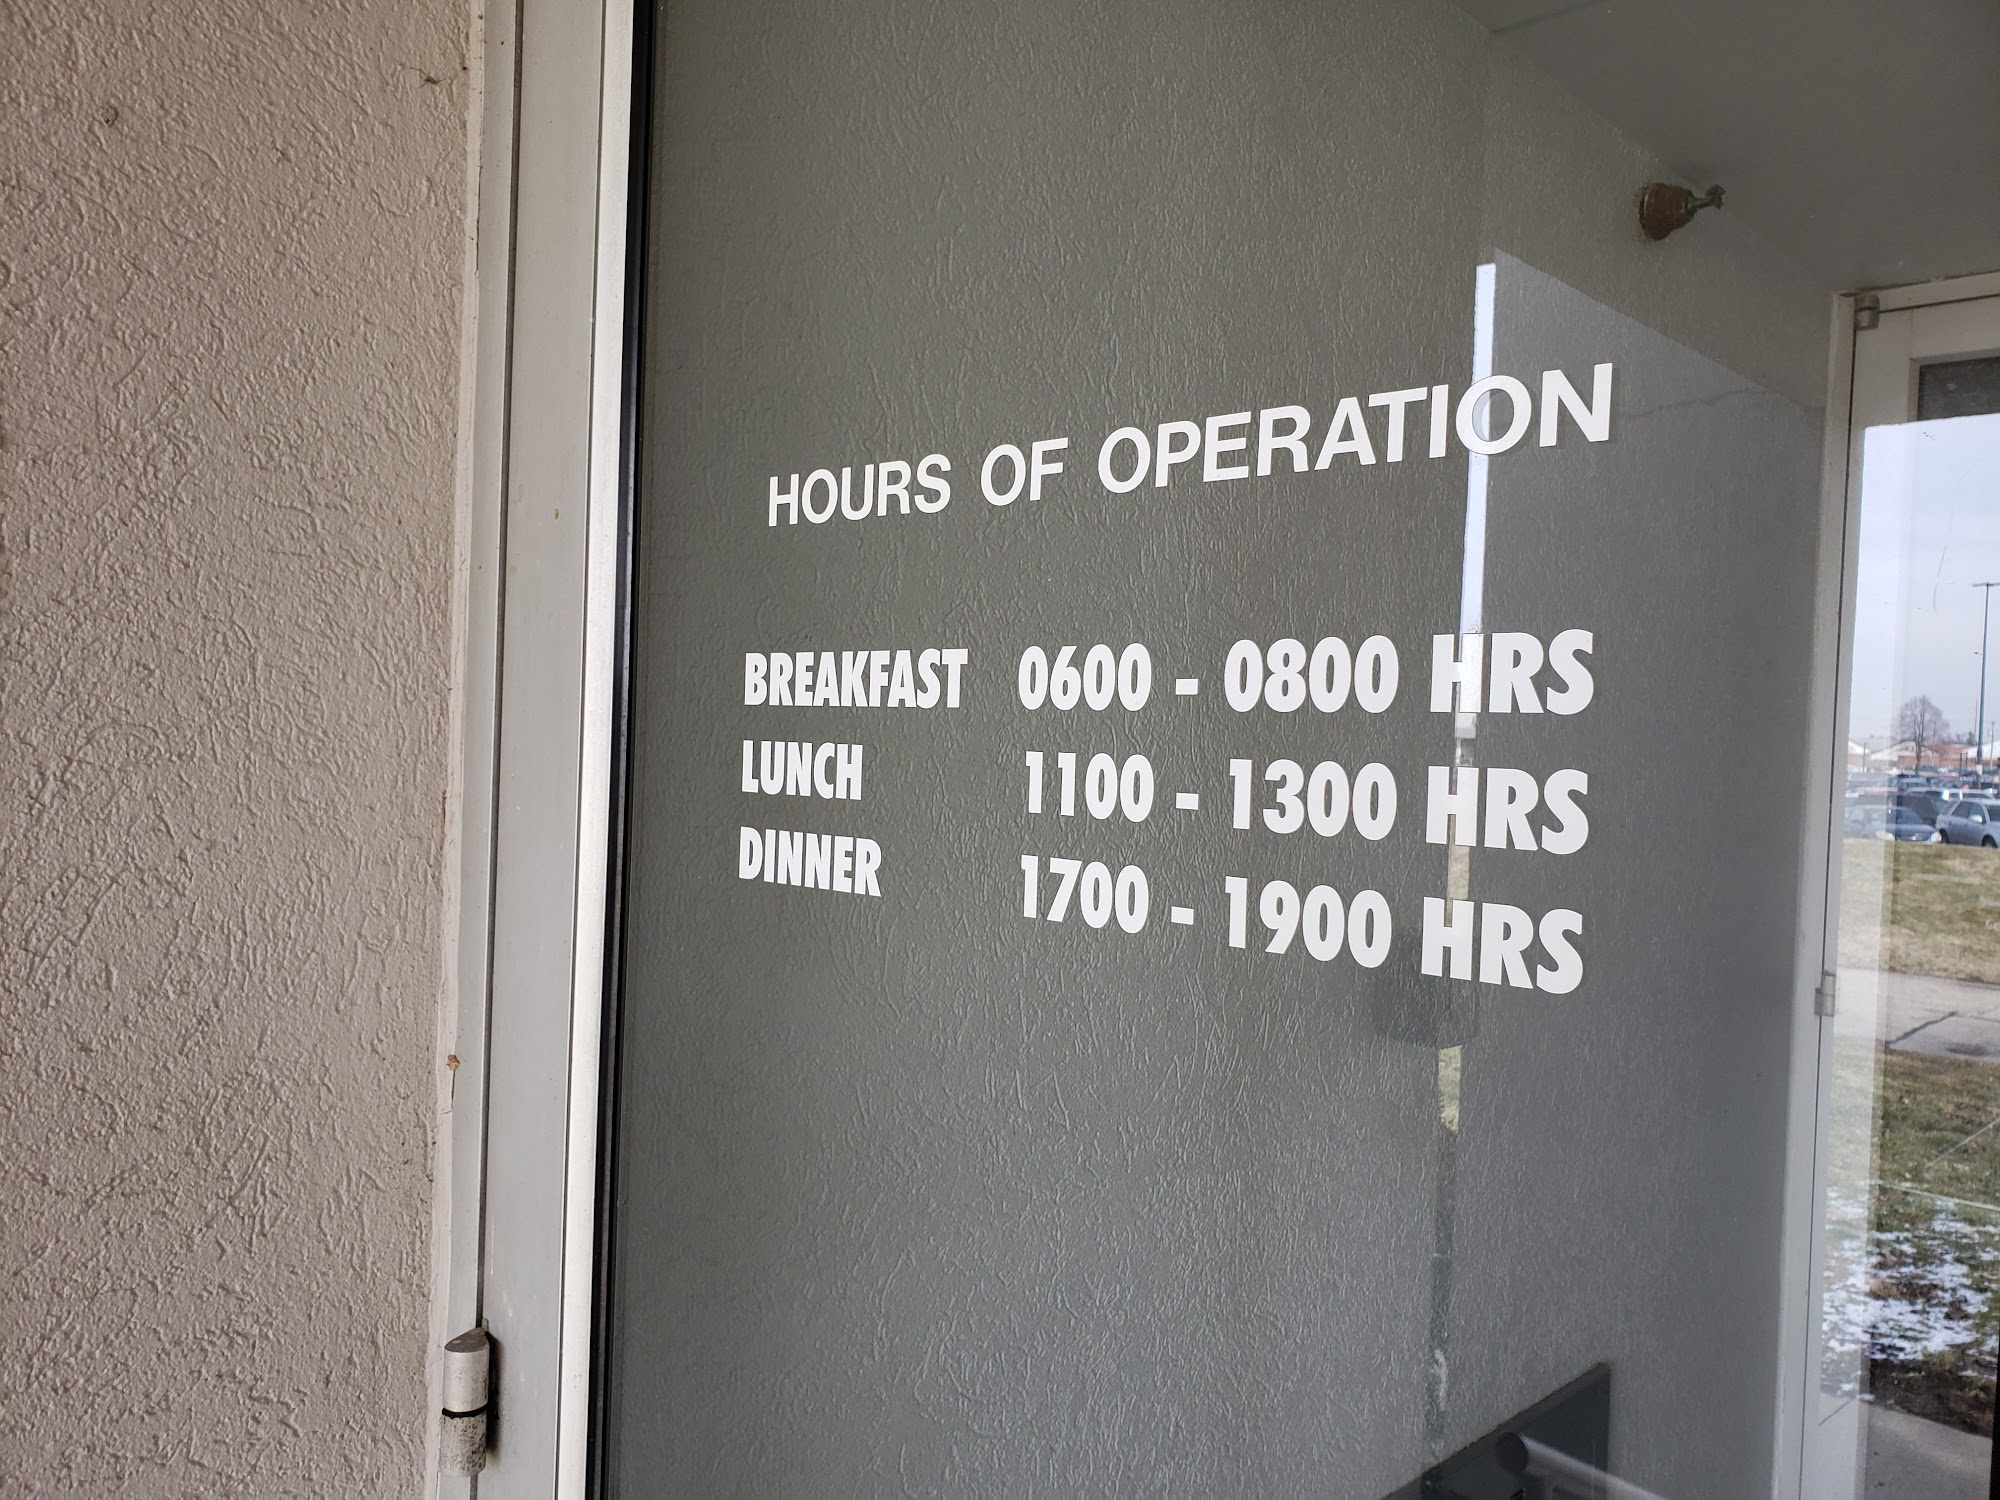 HOURS OF OPERATION
BREAKFAST 0600 - 0800 HRS
LUNCH 1100 - 1300 HRS
DINNER 1700 - 1900 HRS